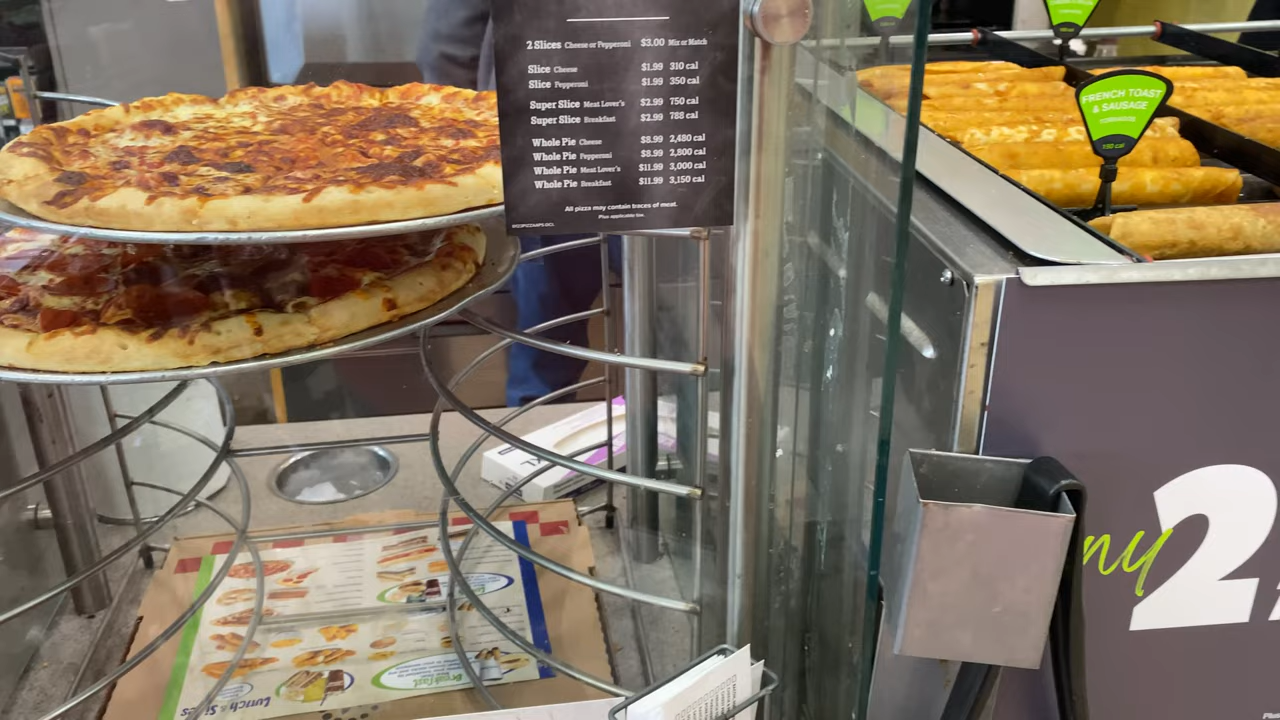 2 Slices Cheese or Pepperoni $3.00 Mix or Match
Slice Cheese $1.99 310 cal
Slice Pepperoni $1.99 350 cal
Super Slice Meat Lover's $2.99 750 cal
Super Slice Breakfast $2.99 788 cal
Whole Pie Cheese $8.99 2,480 cal
Whole Pie Pepperoni $8.99 2,800 cal
Whole Pie Meat Lover's $11.99 3,000 cal
Whole Pie Breakfast $11.99 3,150 cal
All pizza may contain traces of meat.
Plus applicable tax.
FRENCH TOAST
& SAUSAGE
ny 2
Breakfast
Lunch &